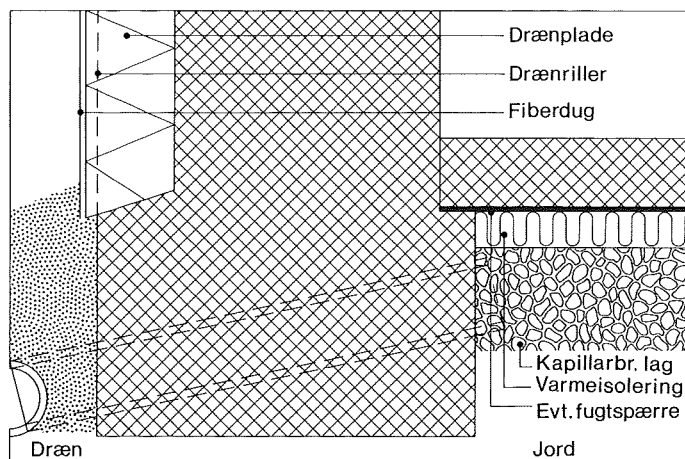 Drænplade
Drænriller
Fiberdug
Kapillarbr. lag
Varmeisolering
Evt. fugtspærre
Dræn
Jord